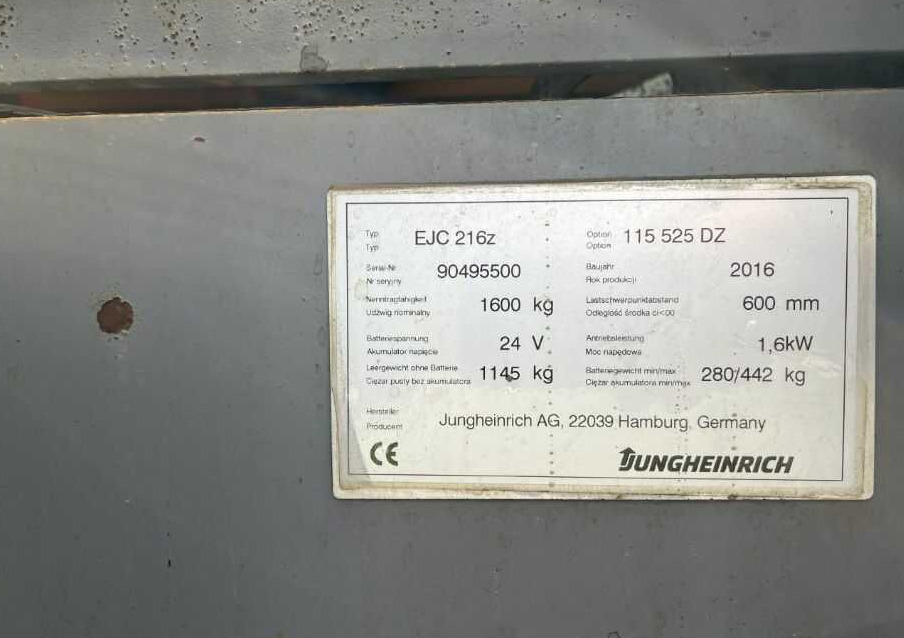 Typ EJC 216z Option 115 525 DZ
Typ Option
Serial-Nr 90495500 Baujahr 2016
Nr seryjny Rok produkcji
Nenntragfähigkeit 1600 kg Lastschwerpunktabstand 600 mm
Udźwig nominalny Odległość środka
Batteriespannung 24 V Antriebsleistung 1,6kW
Akumulator napięcie Moc napędowa
Leergewicht ohne Batterie 1145 kg Batteriegewicht min/max 280/442 kg
Ciężar pusty bez akumulatora Ciężar akumulatora min/max
Hersteller Jungheinrich AG, 22039 Hamburg, Germany
Producent
CE JUNGHEINRICH